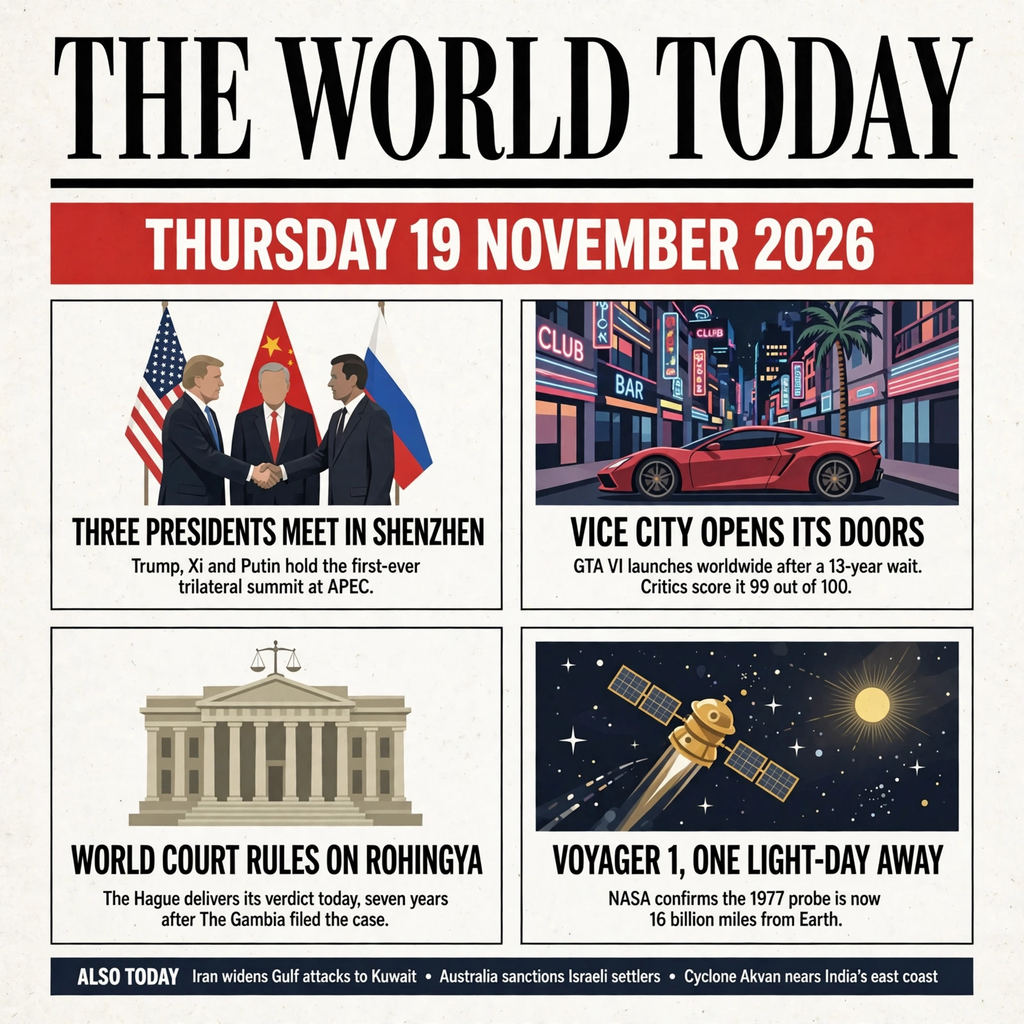 THE WORLD TODAY
THURSDAY 19 NOVEMBER 2026
CLUB
BAR
CLUB
THREE PRESIDENTS MEET IN SHENZHEN
Trump, Xi and Putin hold the first-ever
trilateral summit at APEC.
VICE CITY OPENS ITS DOORS
GTA VI launches worldwide after a 13-year wait.
Critics score it 99 out of 100.
WORLD COURT RULES ON ROHINGYA
The Hague delivers its verdict today, seven years
after The Gambia filed the case.
VOYAGER 1, ONE LIGHT-DAY AWAY
NASA confirms the 1977 probe is now
16 billion miles from Earth.
ALSO TODAY Iran widens Gulf attacks to Kuwait • Australia sanctions Israeli settlers • Cyclone Akvan nears India's east coast